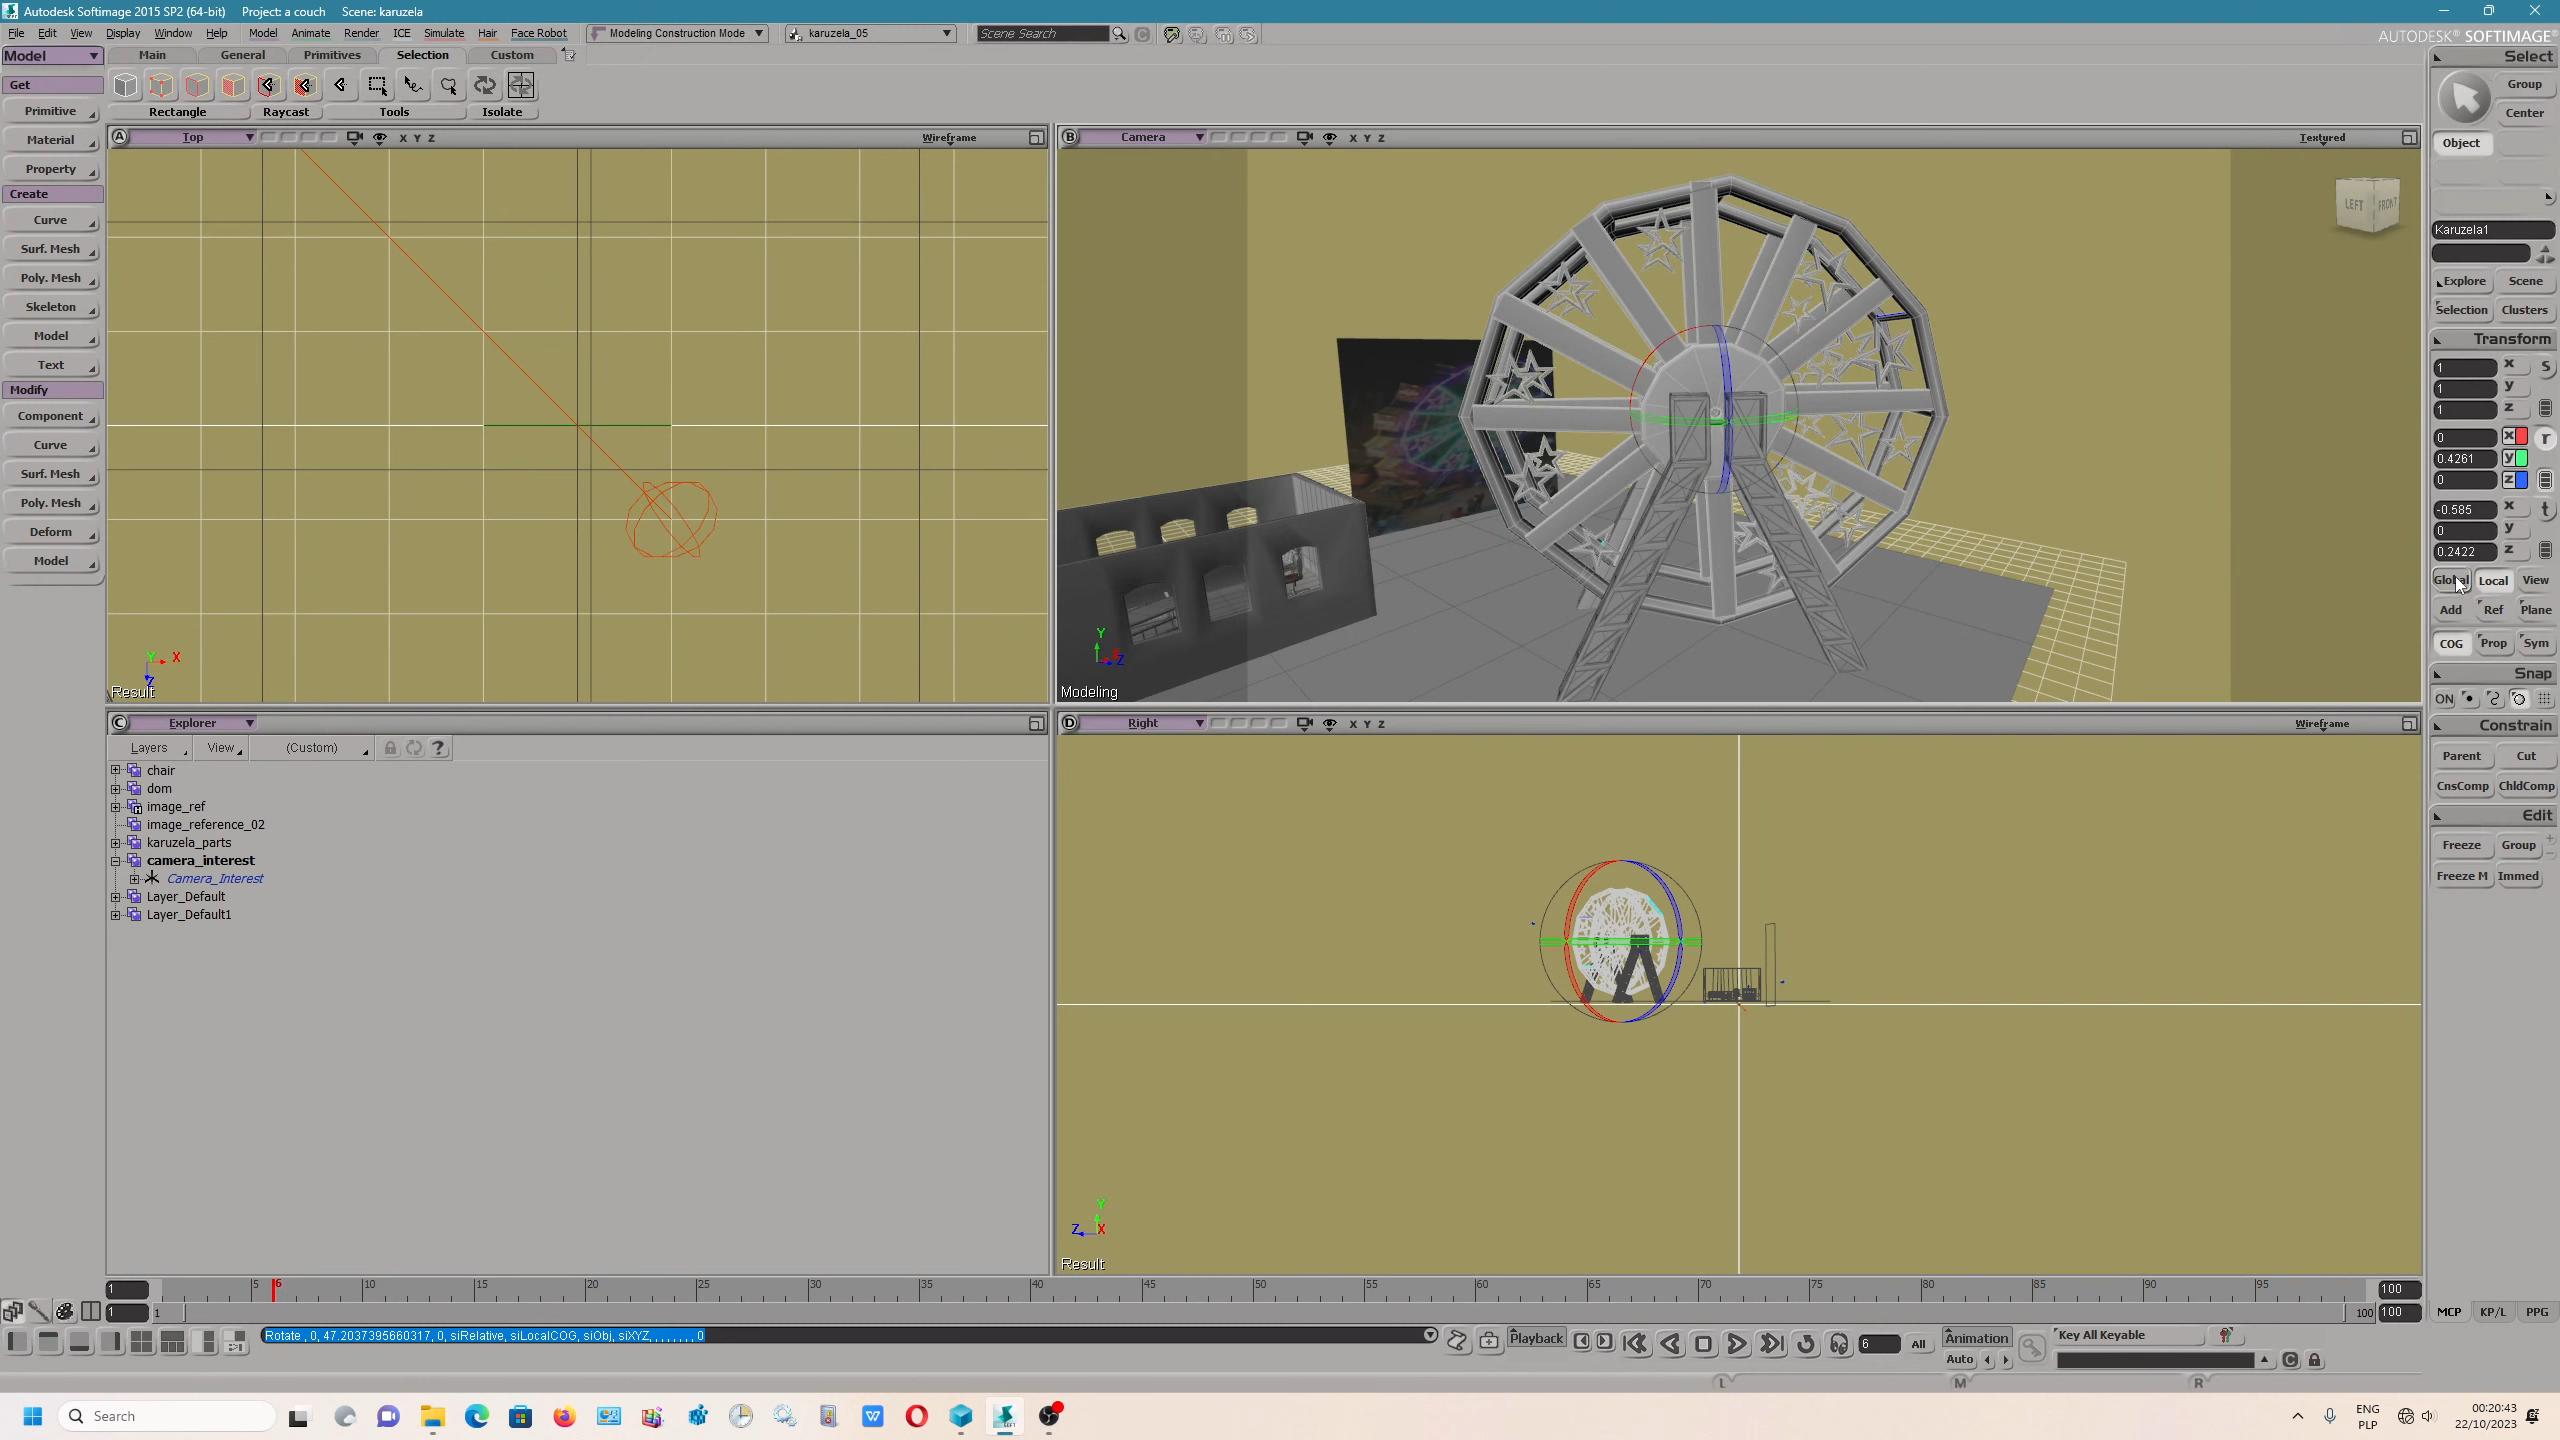 Autodesk Softimage 2015 SP2 (64-bit) Project: a couch Scene: karuzela
File Edit View Display Window Help Model Animate Render ICE Simulate Hair Face Robot Modeling Construction Mode karuzela_05 Scene Search
AUTODESK® SOFTIMAGE®
Model Main General Primitives Selection Custom
Select
Get
Group
Primitive
Rectangle Raycast Tools Isolate
Center
A Top X Y Z Wireframe
B Camera X Y Z Textured
Material
Object
Property
Create
LEFT FRONT
Curve
Karuzela1
Surf. Mesh
Poly. Mesh
Explore Scene
Skeleton
Selection Clusters
Model
Transform
Text
1 x s
Modify
1 y
1 z
Component
0 x r
Curve
0.4261 y
Surf. Mesh
0 z
Poly. Mesh
-0.585 x t
Deform
0 y
0.2422 z
Model
Global Local View
Add Ref Plane
COG Prop Sym
Y X
Z
Y
X Z
Result
Modeling
Snap
ON
C Explorer
D Right X Y Z Wireframe
Constrain
Layers View (Custom) ?
Parent Cut
chair
CnsComp ChldComp
dom
image_ref
Edit
image_reference_02
karuzela_parts
Freeze Group
camera_interest
Freeze M Immed
Camera_Interest
Layer_Default
Layer_Default1
Y
Z X
Result
1 5 6 10 15 20 25 30 35 40 45 50 55 60 65 70 75 80 85 90 95 100
1 1 100 100
MCP KP/L PPG
Rotate , 0, 47.2037395660317, 0, siRelative, siLocalCOG, siObj, siXYZ, , , , , , , , 0
Playback 6 All Animation Key All Keyable
Auto
L M R
Search
ENG
PLP
00:20:43
22/10/2023